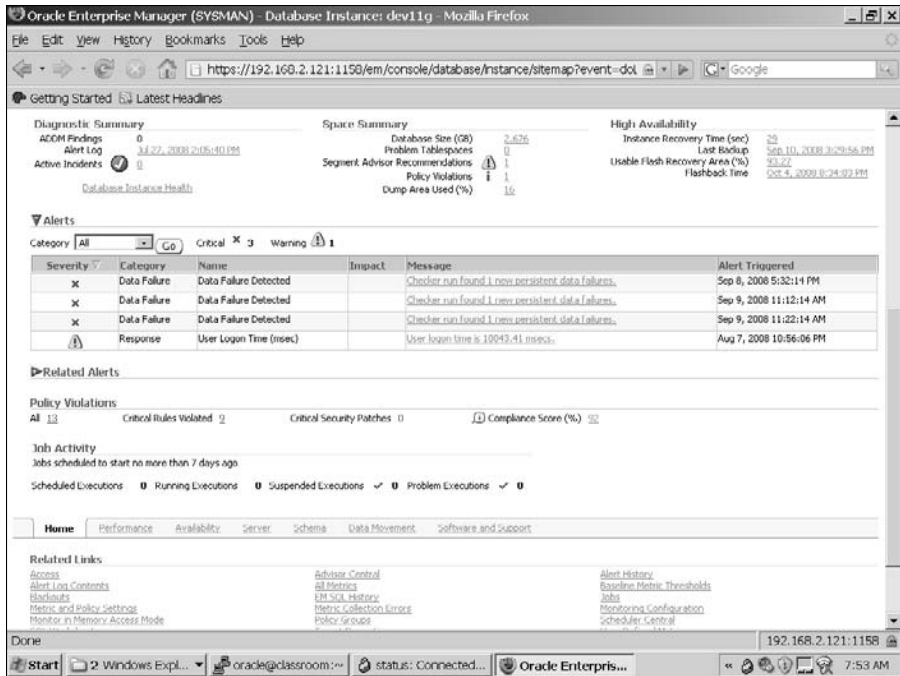 Oracle Enterprise Manager (SYSMAN) - Database Instance: dev11g - Mozilla Firefox
File Edit View History Bookmarks Tools Help
https://192.168.2.121:1158/em/console/database/instance/sitemap?event=dol Google
Getting Started Latest Headlines
Diagnostic Summary Space Summary High Availability
ADDM Findings 0 Database Size (GB) 2.676 Instance Recovery Time (sec) 29
Alert Log Jul 27, 2008 2:05:40 PM Problem Tablespaces 0 Last Backup Sep 10, 2008 3:29:56 PM
Active Incidents 0 Segment Advisor Recommendations 1 Usable Flash Recovery Area (%) 93.27
Policy Violations 1 Flashback Time Oct 4, 2008 8:34:03 PM
Database Instance Health Dump Area Used (%) 16
Alerts
Category All Go Critical 3 Warning 1
Severity Category Name Impact Message Alert Triggered
Data Failure Data Failure Detected Checker run found 1 new persistent data failures. Sep 8, 2008 5:32:14 PM
Data Failure Data Failure Detected Checker run found 1 new persistent data failures. Sep 9, 2008 11:12:14 AM
Data Failure Data Failure Detected Checker run found 1 new persistent data failures. Sep 9, 2008 11:22:14 AM
Response User Logon Time (msec) User logon time is 10043.41 msecs. Aug 7, 2008 10:56:06 PM
Related Alerts
Policy Violations
All 13 Critical Rules Violated 9 Critical Security Patches 0 Compliance Score (%) 92
Job Activity
Jobs scheduled to start no more than 7 days ago
Scheduled Executions 0 Running Executions 0 Suspended Executions 0 Problem Executions 0
Home Performance Availability Server Schema Data Movement Software and Support
Related Links
Access Advisor Central Alert History
Alert Log Contents All Metrics Baseline Metric Thresholds
Blackouts EM SQL History Jobs
Metric and Policy Settings Metric Collection Errors Monitoring Configuration
Monitor in Memory Access Mode Policy Groups Scheduler Central
Done 192.168.2.121:1158
Start 2 Windows Expl... oracle@classroom:~ status: Connected... Oracle Enterpris... 7:53 AM